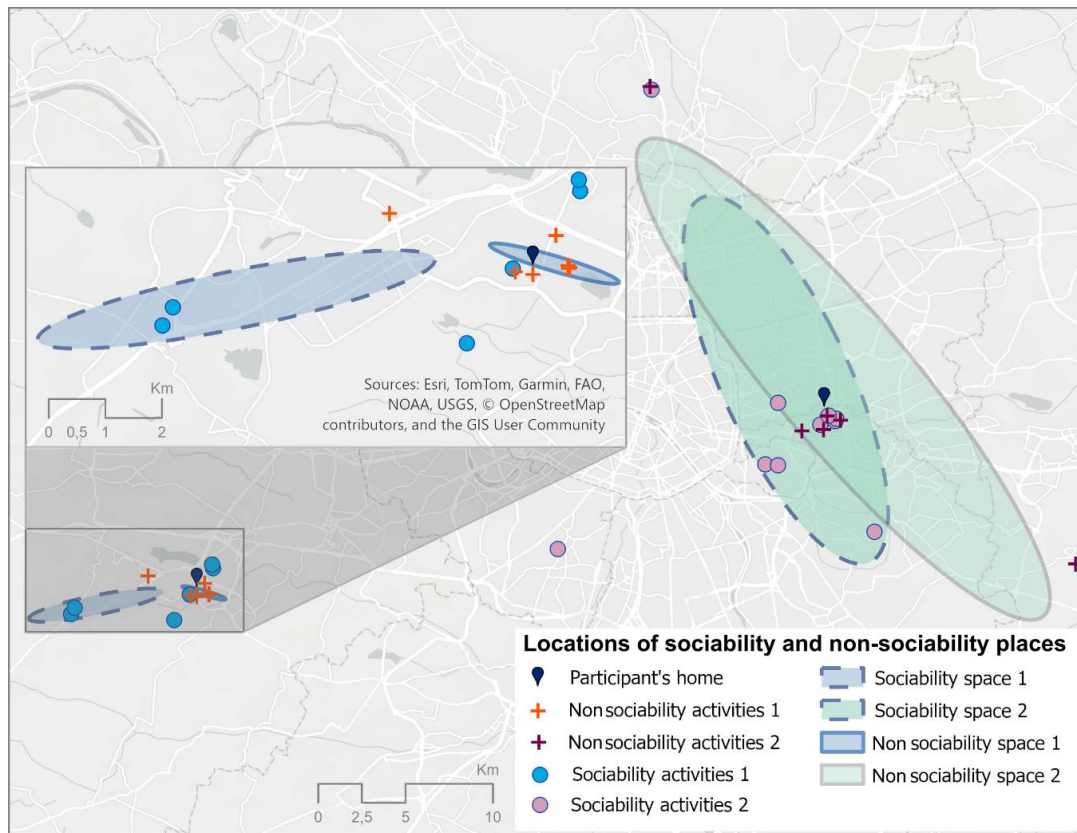 Km
0 0,5 1 2
Sources: Esri, TomTom, Garmin, FAO,
NOAA, USGS, © OpenStreetMap
contributors, and the GIS User Community
Locations of sociability and non-sociability places
Participant's home
Non sociability activities 1
Non sociability activities 2
Sociability activities 1
Sociability activities 2
Sociability space 1
Sociability space 2
Non sociability space 1
Non sociability space 2
Km
0 2,5 5 10